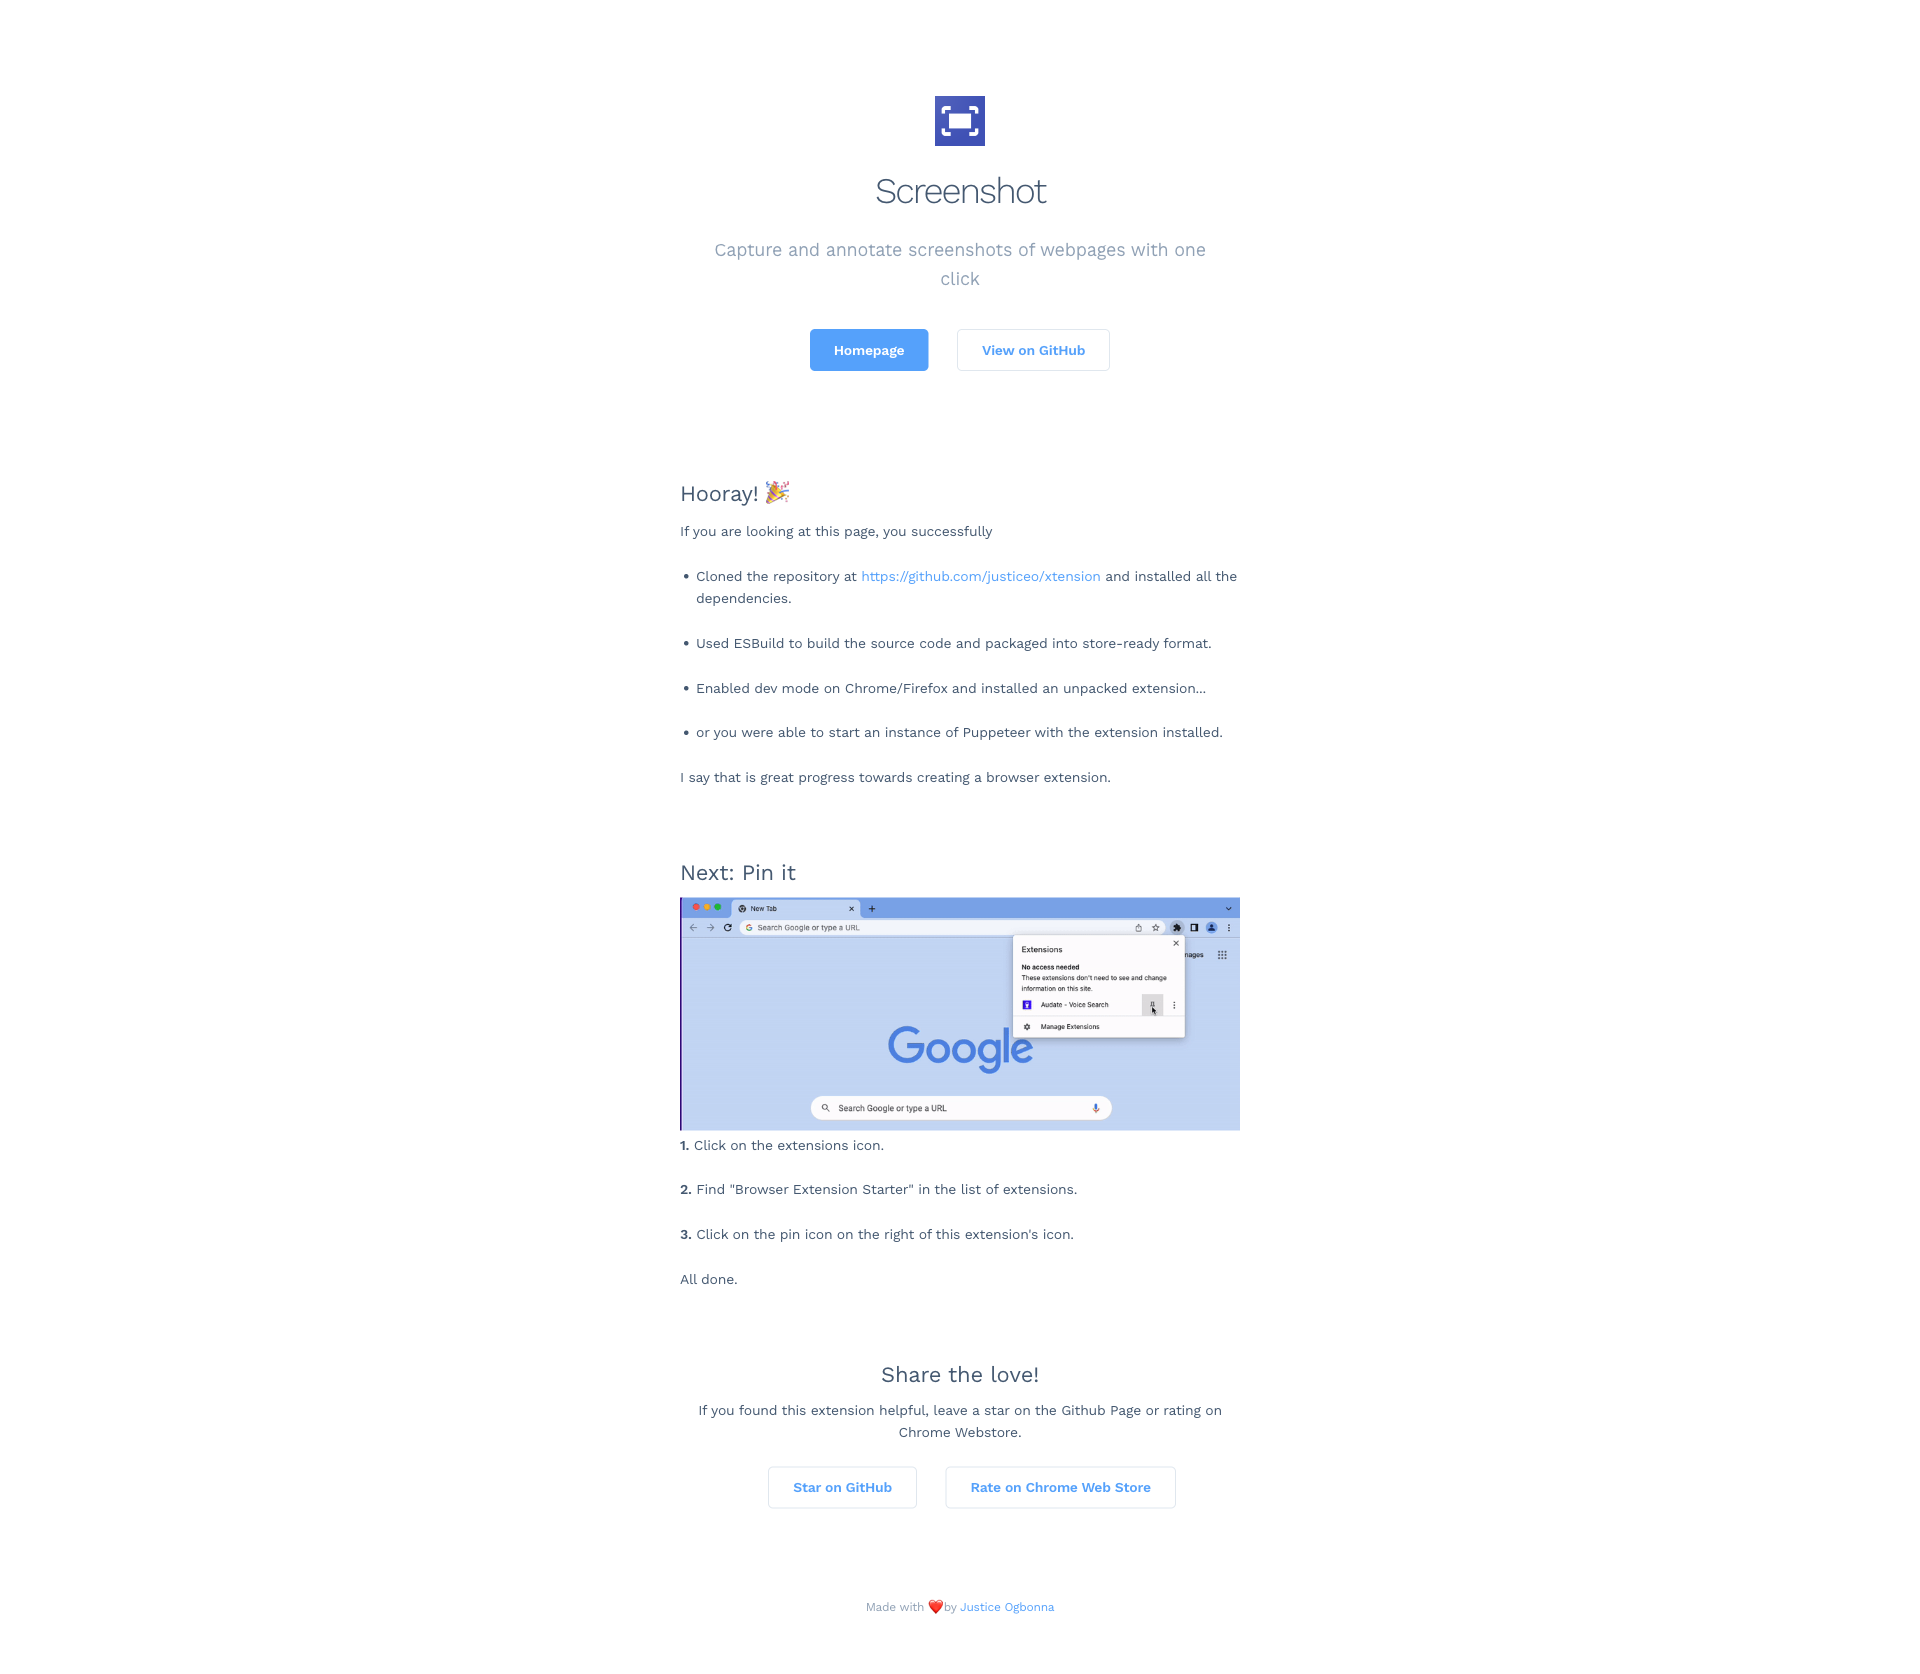 Screenshot
Capture and annotate screenshots of webpages with one
click
Homepage
View on GitHub
Hooray! 🎉
If you are looking at this page, you successfully
• Cloned the repository at https://github.com/justiceo/xtension and installed all the
dependencies.
• Used ESBuild to build the source code and packaged into store-ready format.
• Enabled dev mode on Chrome/Firefox and installed an unpacked extension...
• or you were able to start an instance of Puppeteer with the extension installed.
I say that is great progress towards creating a browser extension.
Next: Pin it
New Tab
Search Google or type a URL
Extensions
No access needed
These extensions don't need to see and change
information on this site.
Audate - Voice Search
Manage Extensions
Google
Search Google or type a URL
1. Click on the extensions icon.
2. Find "Browser Extension Starter" in the list of extensions.
3. Click on the pin icon on the right of this extension's icon.
All done.
Share the love!
If you found this extension helpful, leave a star on the Github Page or rating on
Chrome Webstore.
Star on GitHub
Rate on Chrome Web Store
Made with ❤️by Justice Ogbonna